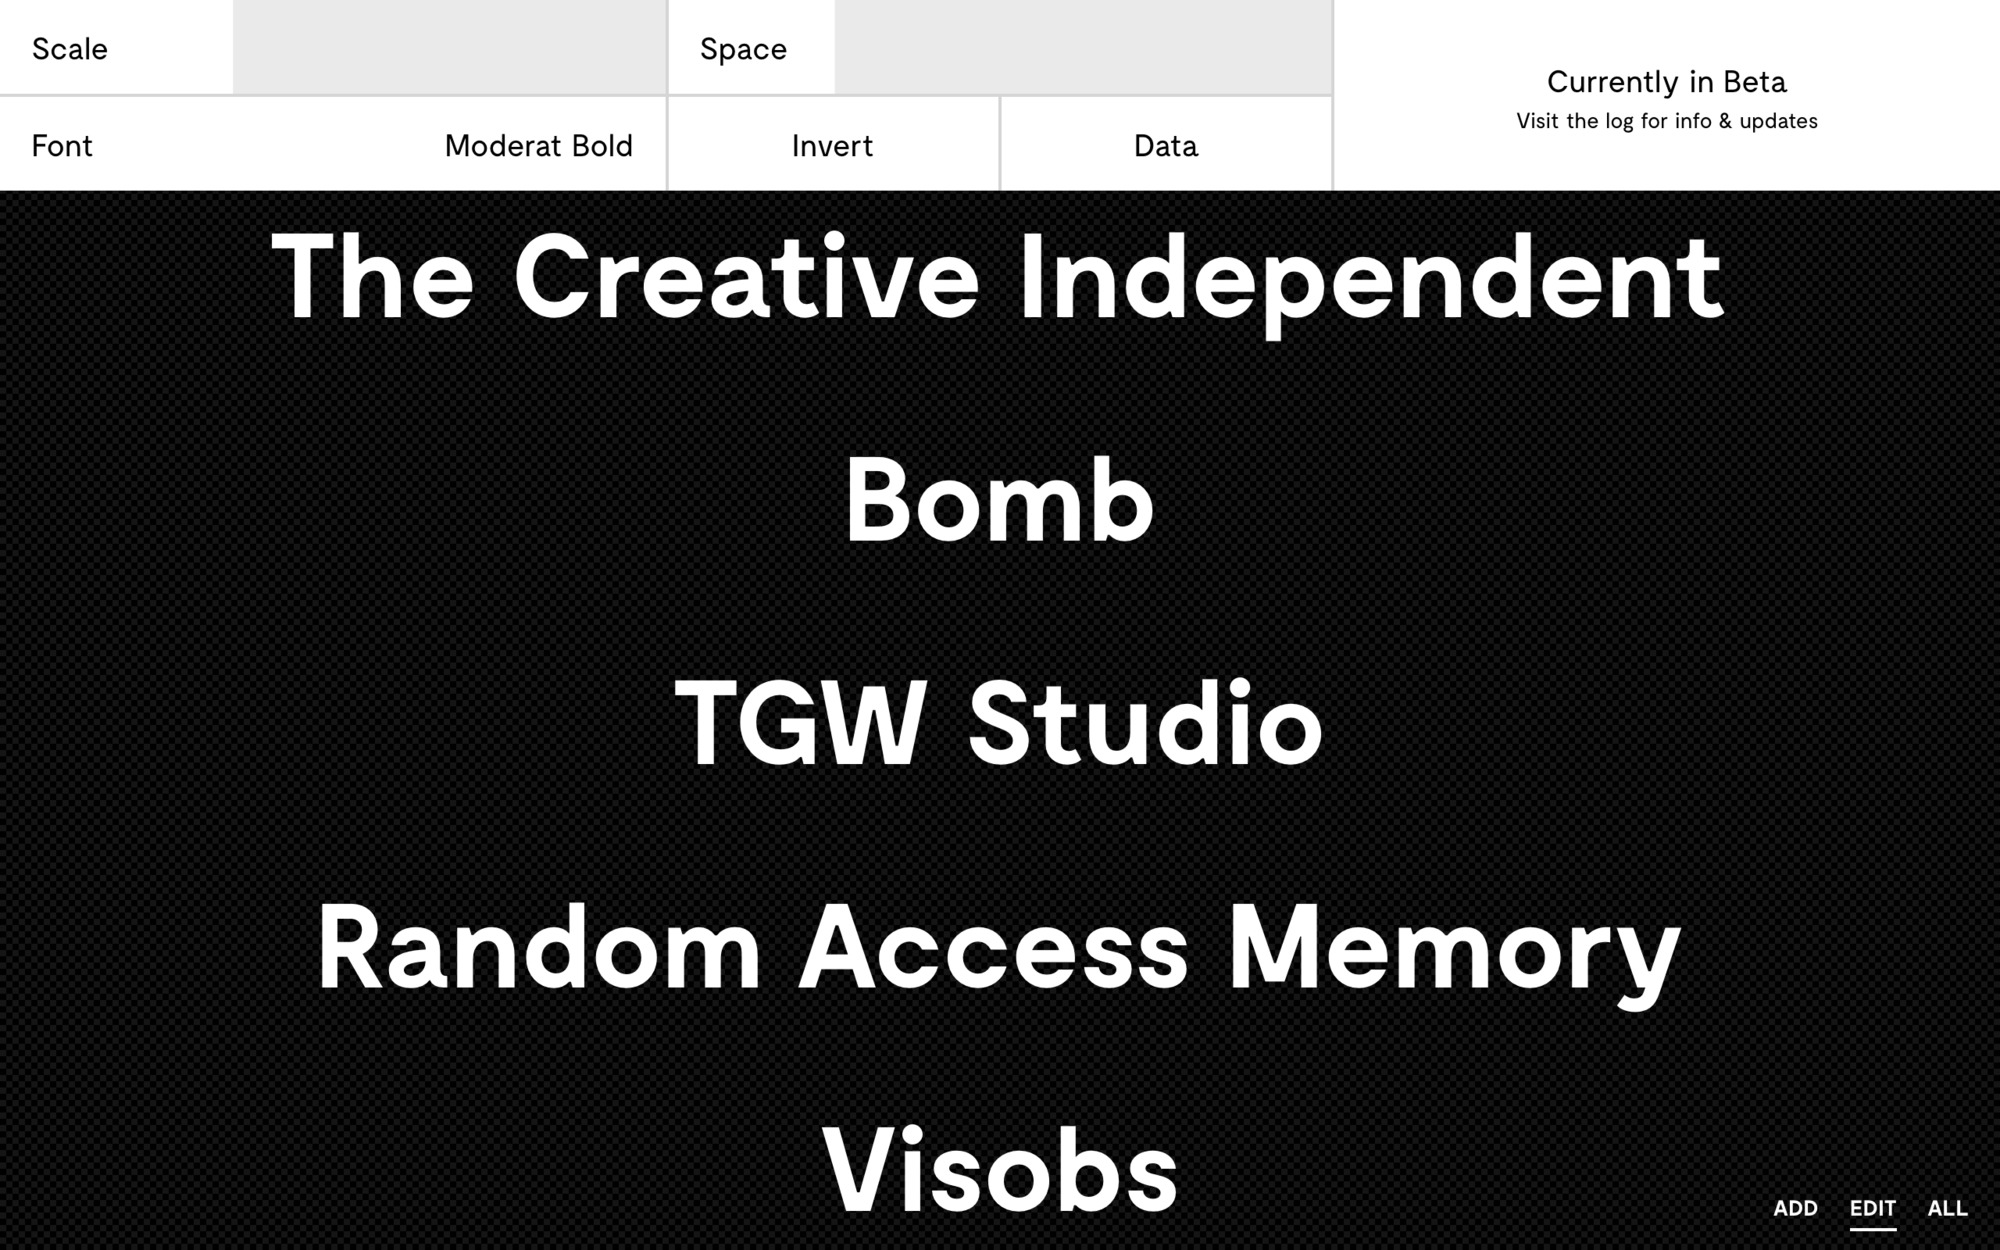 Scale
Space
Currently in Beta
Visit the log for info & updates
Font
Moderat Bold
Invert
Data
The Creative Independent
Bomb
TGW Studio
Random Access Memory
Visobs
ADD EDIT ALL